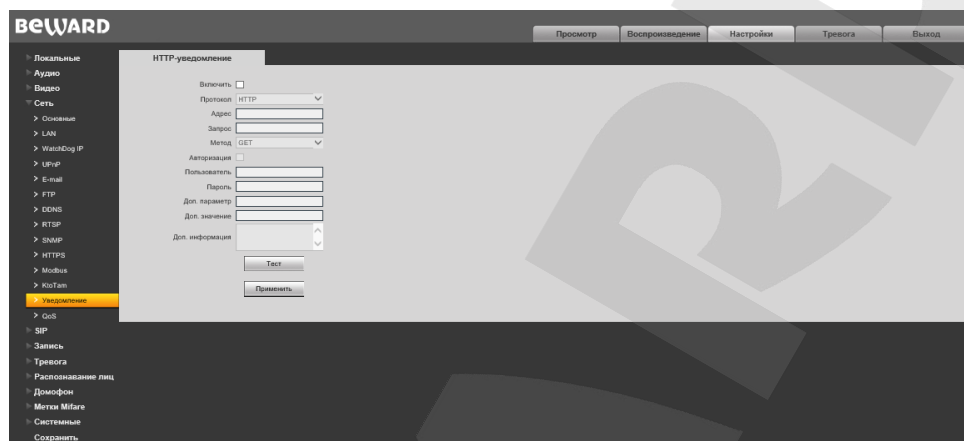 BEWARD
Просмотр
Воспроизведение
Настройки
Тревога
Выход
Локальные
Аудио
Видео
Сеть
Основные
LAN
WatchDog IP
UPnP
E-mail
FTP
DDNS
RTSP
SNMP
HTTPS
Modbus
KtoTam
Уведомление
QoS
SIP
Запись
Тревога
Распознавание лиц
Домофон
Метки Mifare
Системные
Сохранить
HTTP-уведомление
Включить
Протокол HTTP
Адрес
Запрос
Метод GET
Авторизация
Пользователь
Пароль
Доп. параметр
Доп. значение
Доп. информация
Тест
Применить